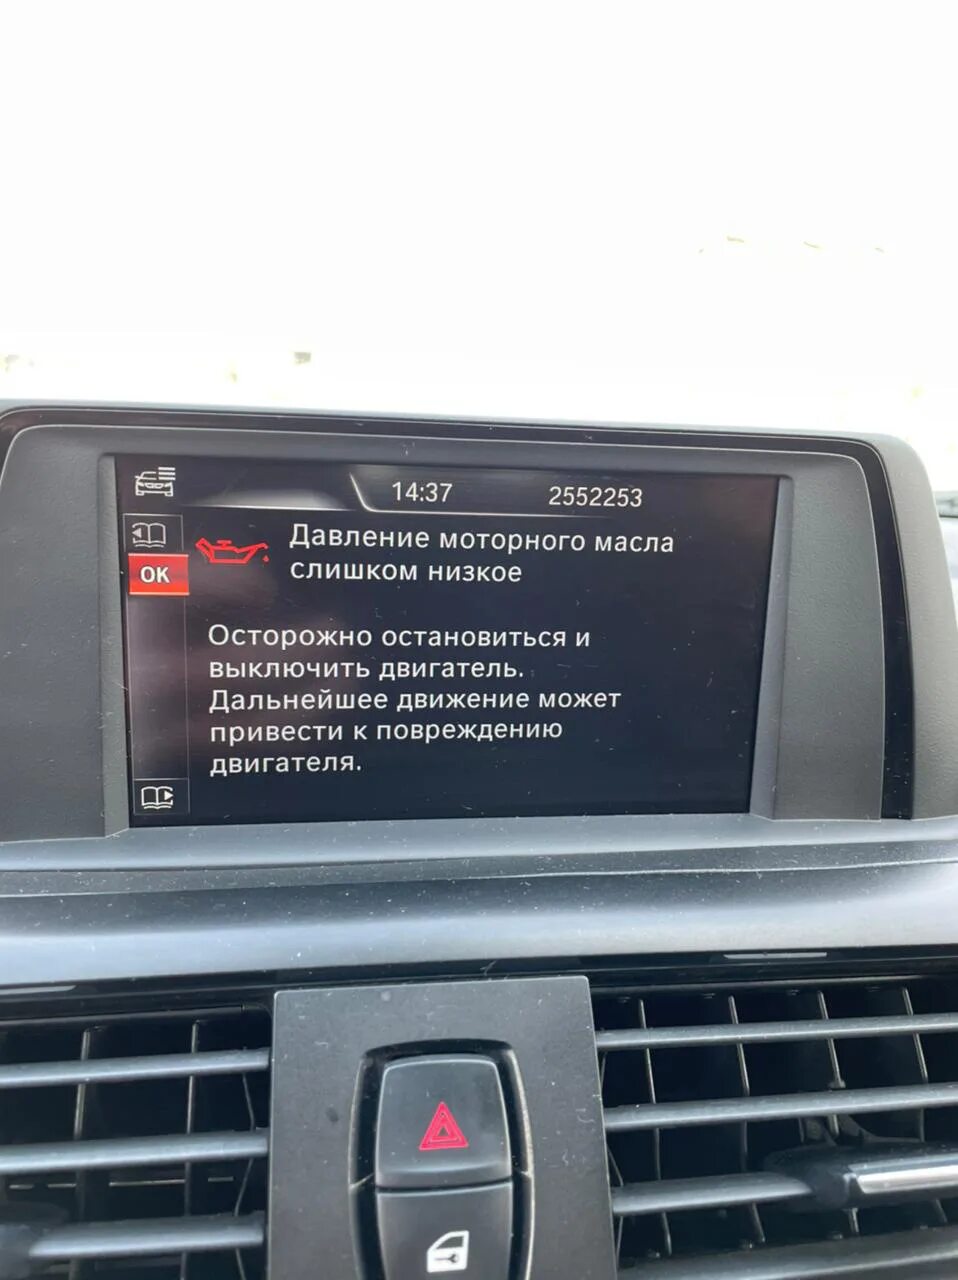 14:37 2552253
Давление моторного масла
слишком низкое
OK
Осторожно остановиться и
выключить двигатель.
Дальнейшее движение может
привести к повреждению
двигателя.